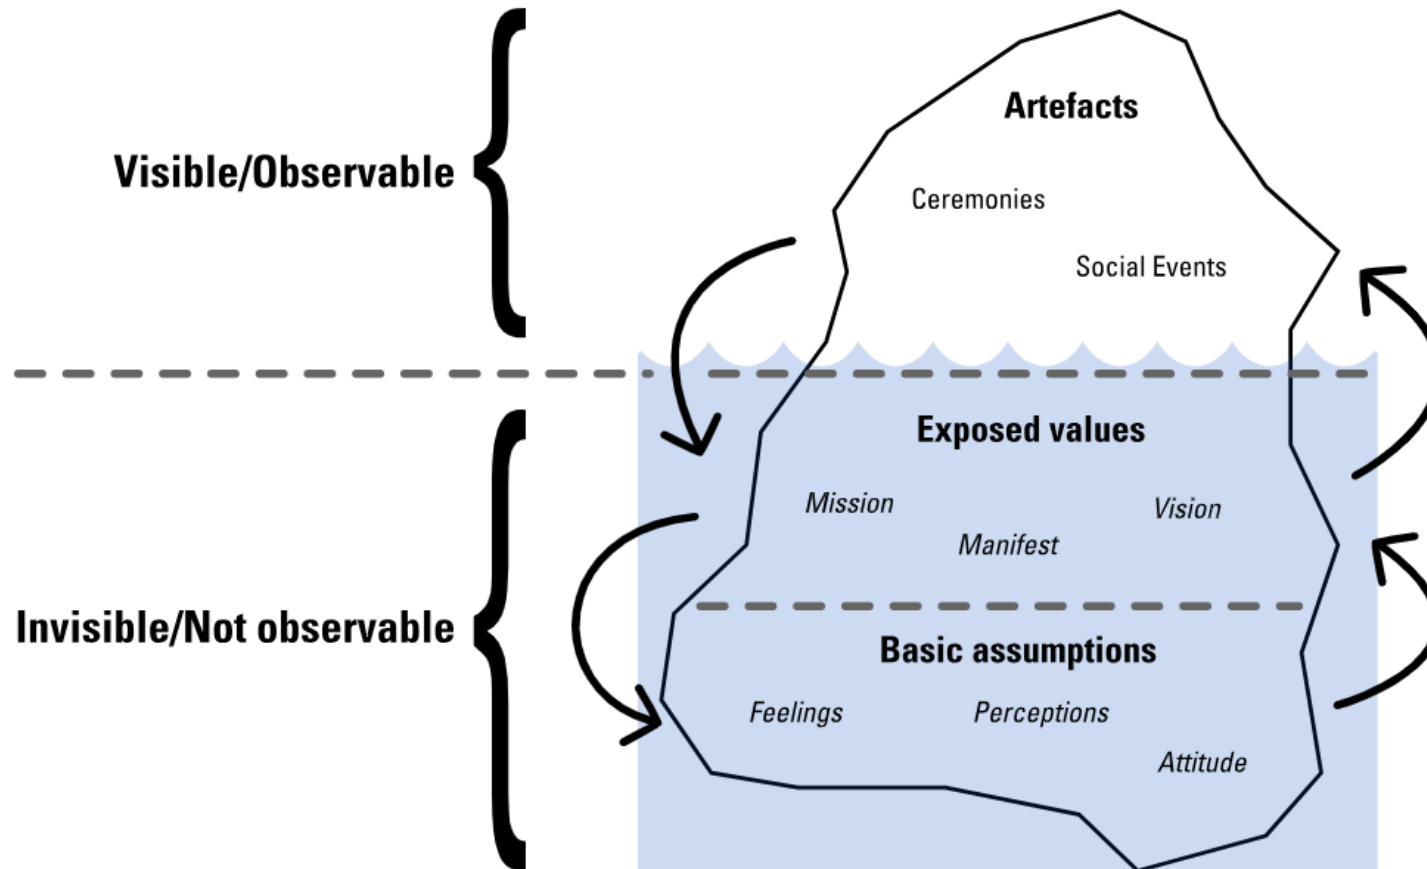 Artefacts
Visible/Observable
Ceremonies
Social Events
Exposed values
Mission
Vision
Manifest
Invisible/Not observable
Basic assumptions
Feelings
Perceptions
Attitude